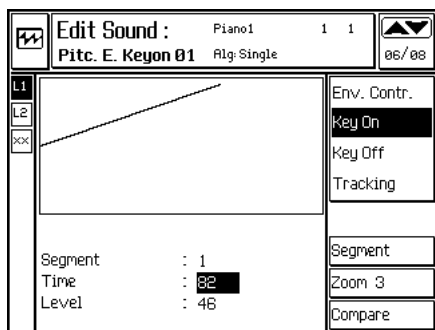 Edit Sound : Piano1 1 1
Pitc. E. Keyon 01 Alg: Single 06/08
L1
L2
xx
Env. Contr.
Key On
Key Off
Tracking
Segment : 1
Time : 82
Level : 46
Segment
Zoom 3
Compare